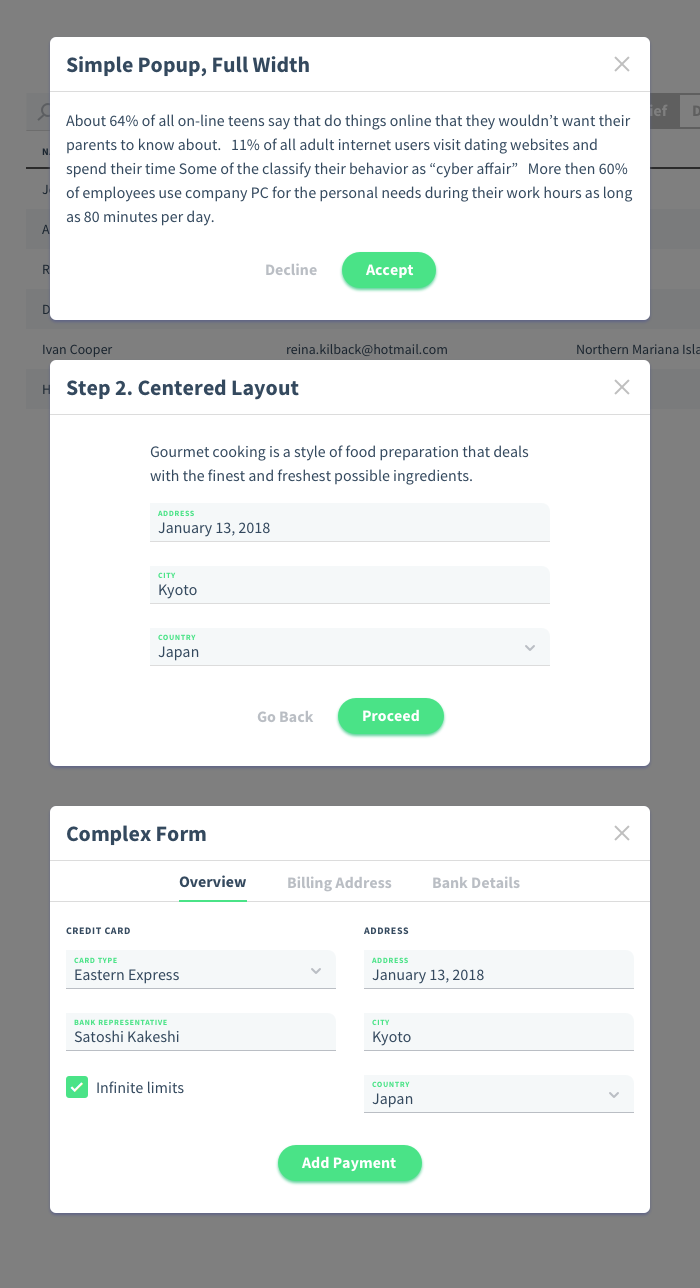 Simple Popup, Full Width
ief
About 64% of all on-line teens say that do things online that they wouldn’t want their
parents to know about.   11% of all adult internet users visit dating websites and
spend their time Some of the classify their behavior as “cyber affair”   More then 60%
of employees use company PC for the personal needs during their work hours as long
as 80 minutes per day.
Decline
Accept
Ivan Cooper reina.kilback@hotmail.com Northern Mariana Isla
Step 2. Centered Layout
Gourmet cooking is a style of food preparation that deals
with the finest and freshest possible ingredients.
ADDRESS
January 13, 2018
CITY
Kyoto
COUNTRY
Japan
Go Back
Proceed
Complex Form
Overview Billing Address Bank Details
CREDIT CARD
CARD TYPE
Eastern Express
BANK REPRESENTATIVE
Satoshi Kakeshi
Infinite limits
ADDRESS
ADDRESS
January 13, 2018
CITY
Kyoto
COUNTRY
Japan
Add Payment